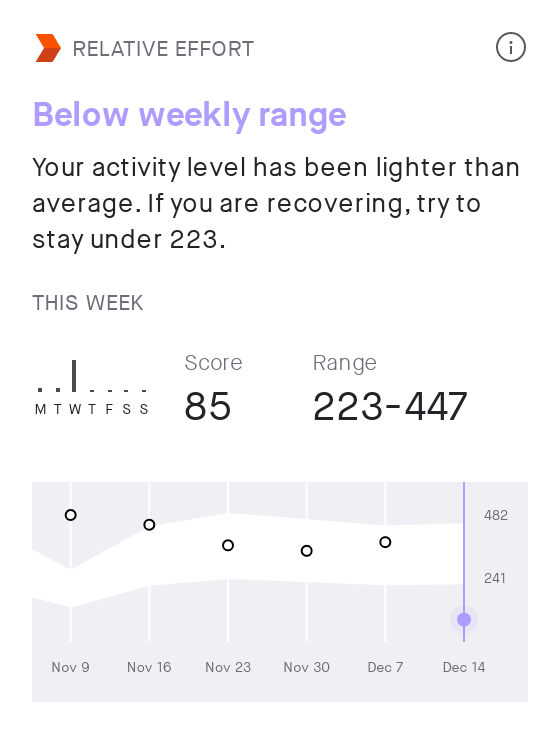 RELATIVE EFFORT
Below weekly range
Your activity level has been lighter than
average. If you are recovering, try to
stay under 223.
THIS WEEK
M T W T F S S
Score
85
Range
223-447
482
241
Nov 9 Nov 16 Nov 23 Nov 30 Dec 7 Dec 14